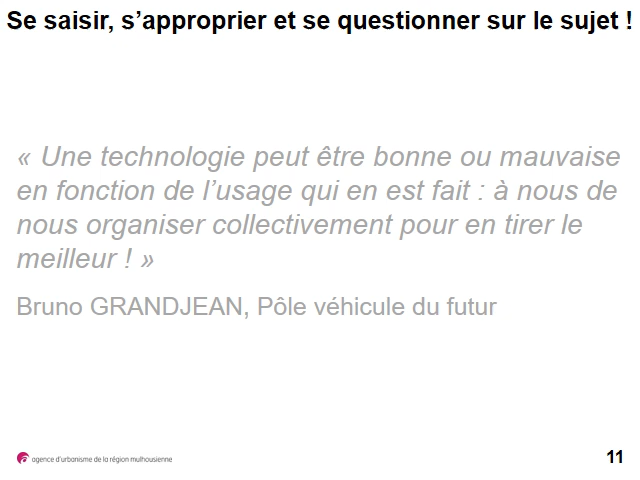 Se saisir, s’approprier et se questionner sur le sujet !
« Une technologie peut être bonne ou mauvaise
en fonction de l’usage qui en est fait : à nous de
nous organiser collectivement pour en tirer le
meilleur ! »
Bruno GRANDJEAN, Pôle véhicule du futur
agence d'urbanisme de la région mulhousienne
11